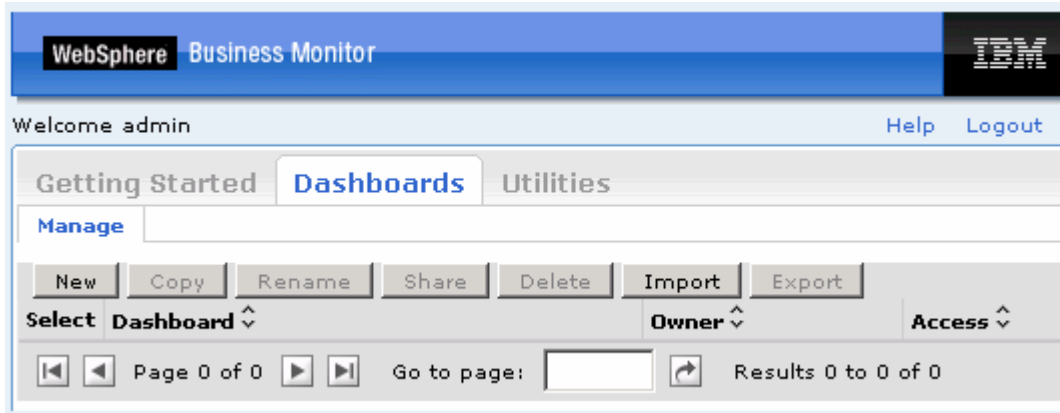 WebSphere Business Monitor IBM
Welcome admin Help Logout
Getting Started Dashboards Utilities
Manage
New Copy Rename Share Delete Import Export
Select Dashboard Owner Access
Page 0 of 0 Go to page: Results 0 to 0 of 0